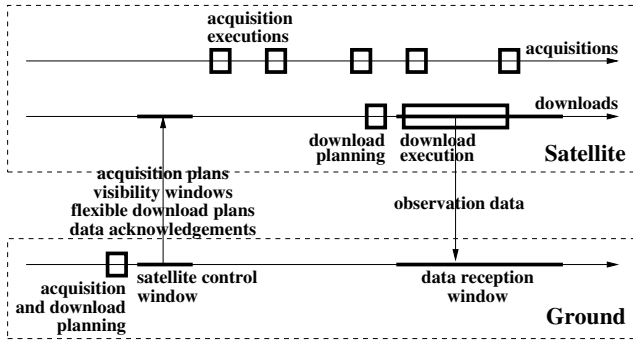 acquisition
executions
acquisitions
downloads
download
planning
download
execution
Satellite
acquisition plans
visibility windows
flexible download plans
data acknowledgements
observation data
satellite control
window
data reception
window
acquisition
and download
planning
Ground